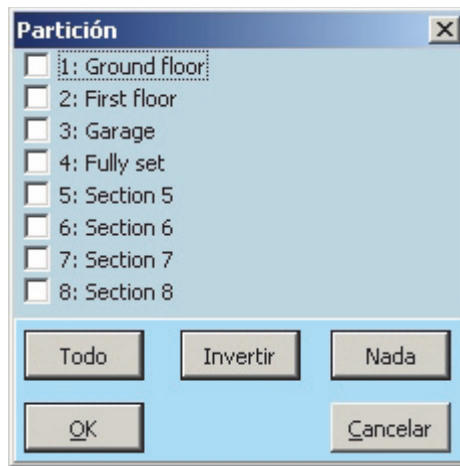 Partición
1: Ground floor
2: First floor
3: Garage
4: Fully set
5: Section 5
6: Section 6
7: Section 7
8: Section 8
Todo Invertir Nada
OK Cancelar